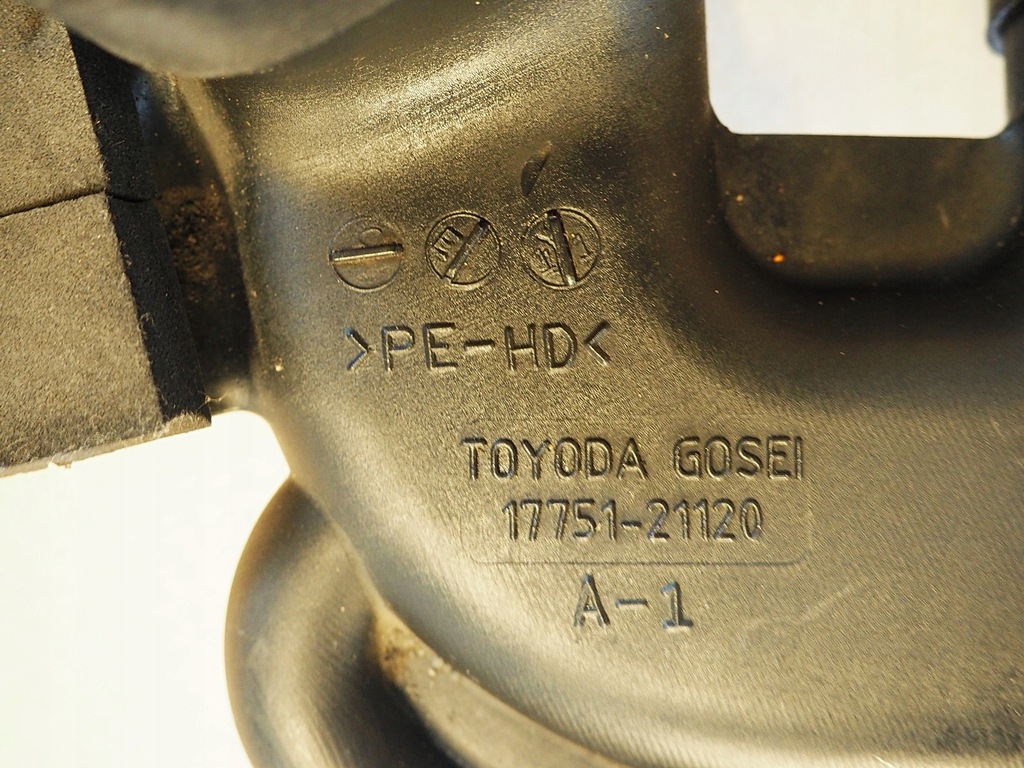 >PE-HD<
TOYODA GOSEI
17751-21120
A-1